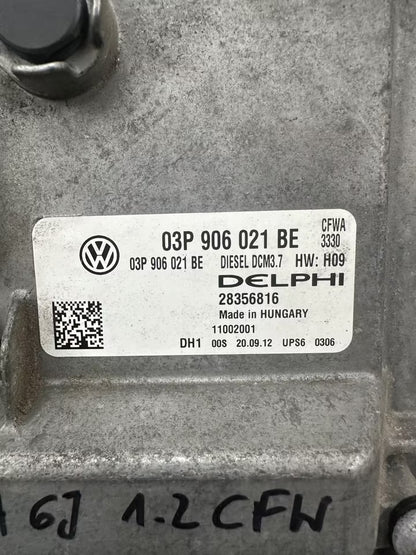 CFWA
03P 906 021 BE 3330
03P 906 021 BE DIESEL DCM3.7 HW: H09
DELPHI
28356816
Made in HUNGARY
11002001
DH1 00S 20.09.12 UPS6 0306
6J 1.2 CFW